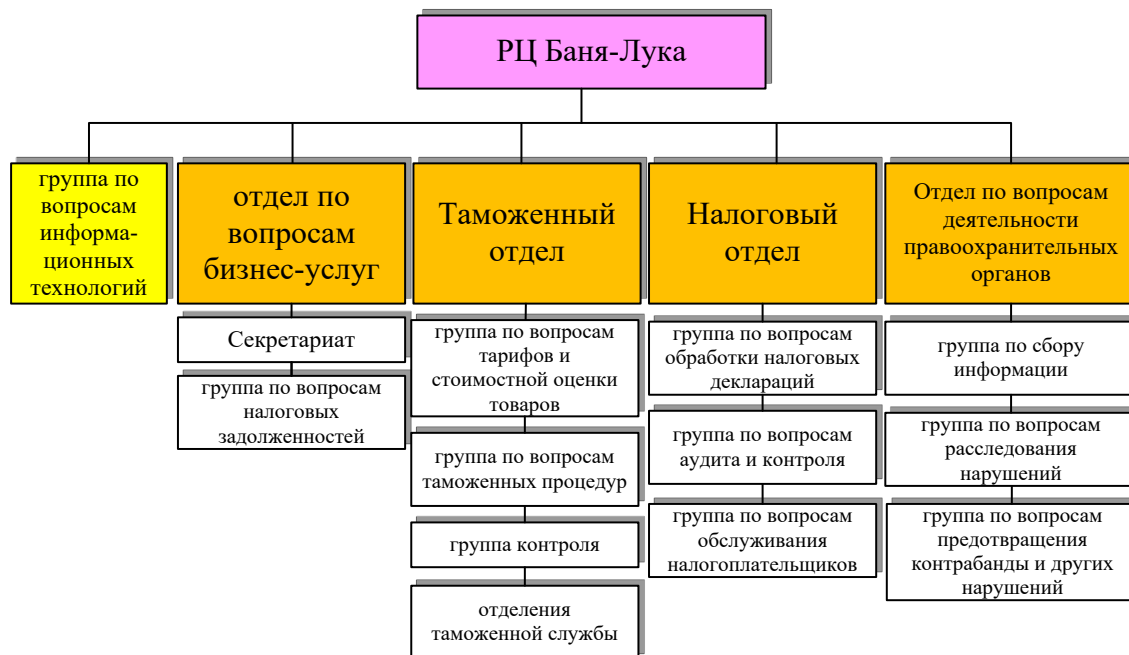 РЦ Баня-Лука
группа по
вопросам
информа-
ционных
технологий
отдел по
вопросам
бизнес-услуг
Секретариат
группа по вопросам
налоговых
задолженностей
Таможенный
отдел
группа по вопросам
тарифов и
стоимостной оценки
товаров
группа по вопросам
таможенных процедур
группа контроля
отделения
таможенной службы
Налоговый
отдел
группа по вопросам
обработки налоговых
деклараций
группа по вопросам
аудита и контроля
группа по вопросам
обслуживания
налогоплательщиков
Отдел по вопросам
деятельности
правоохранительных
органов
группа по сбору
информации
группа по вопросам
расследования
нарушений
группа по вопросам
предотвращения
контрабанды и других
нарушений